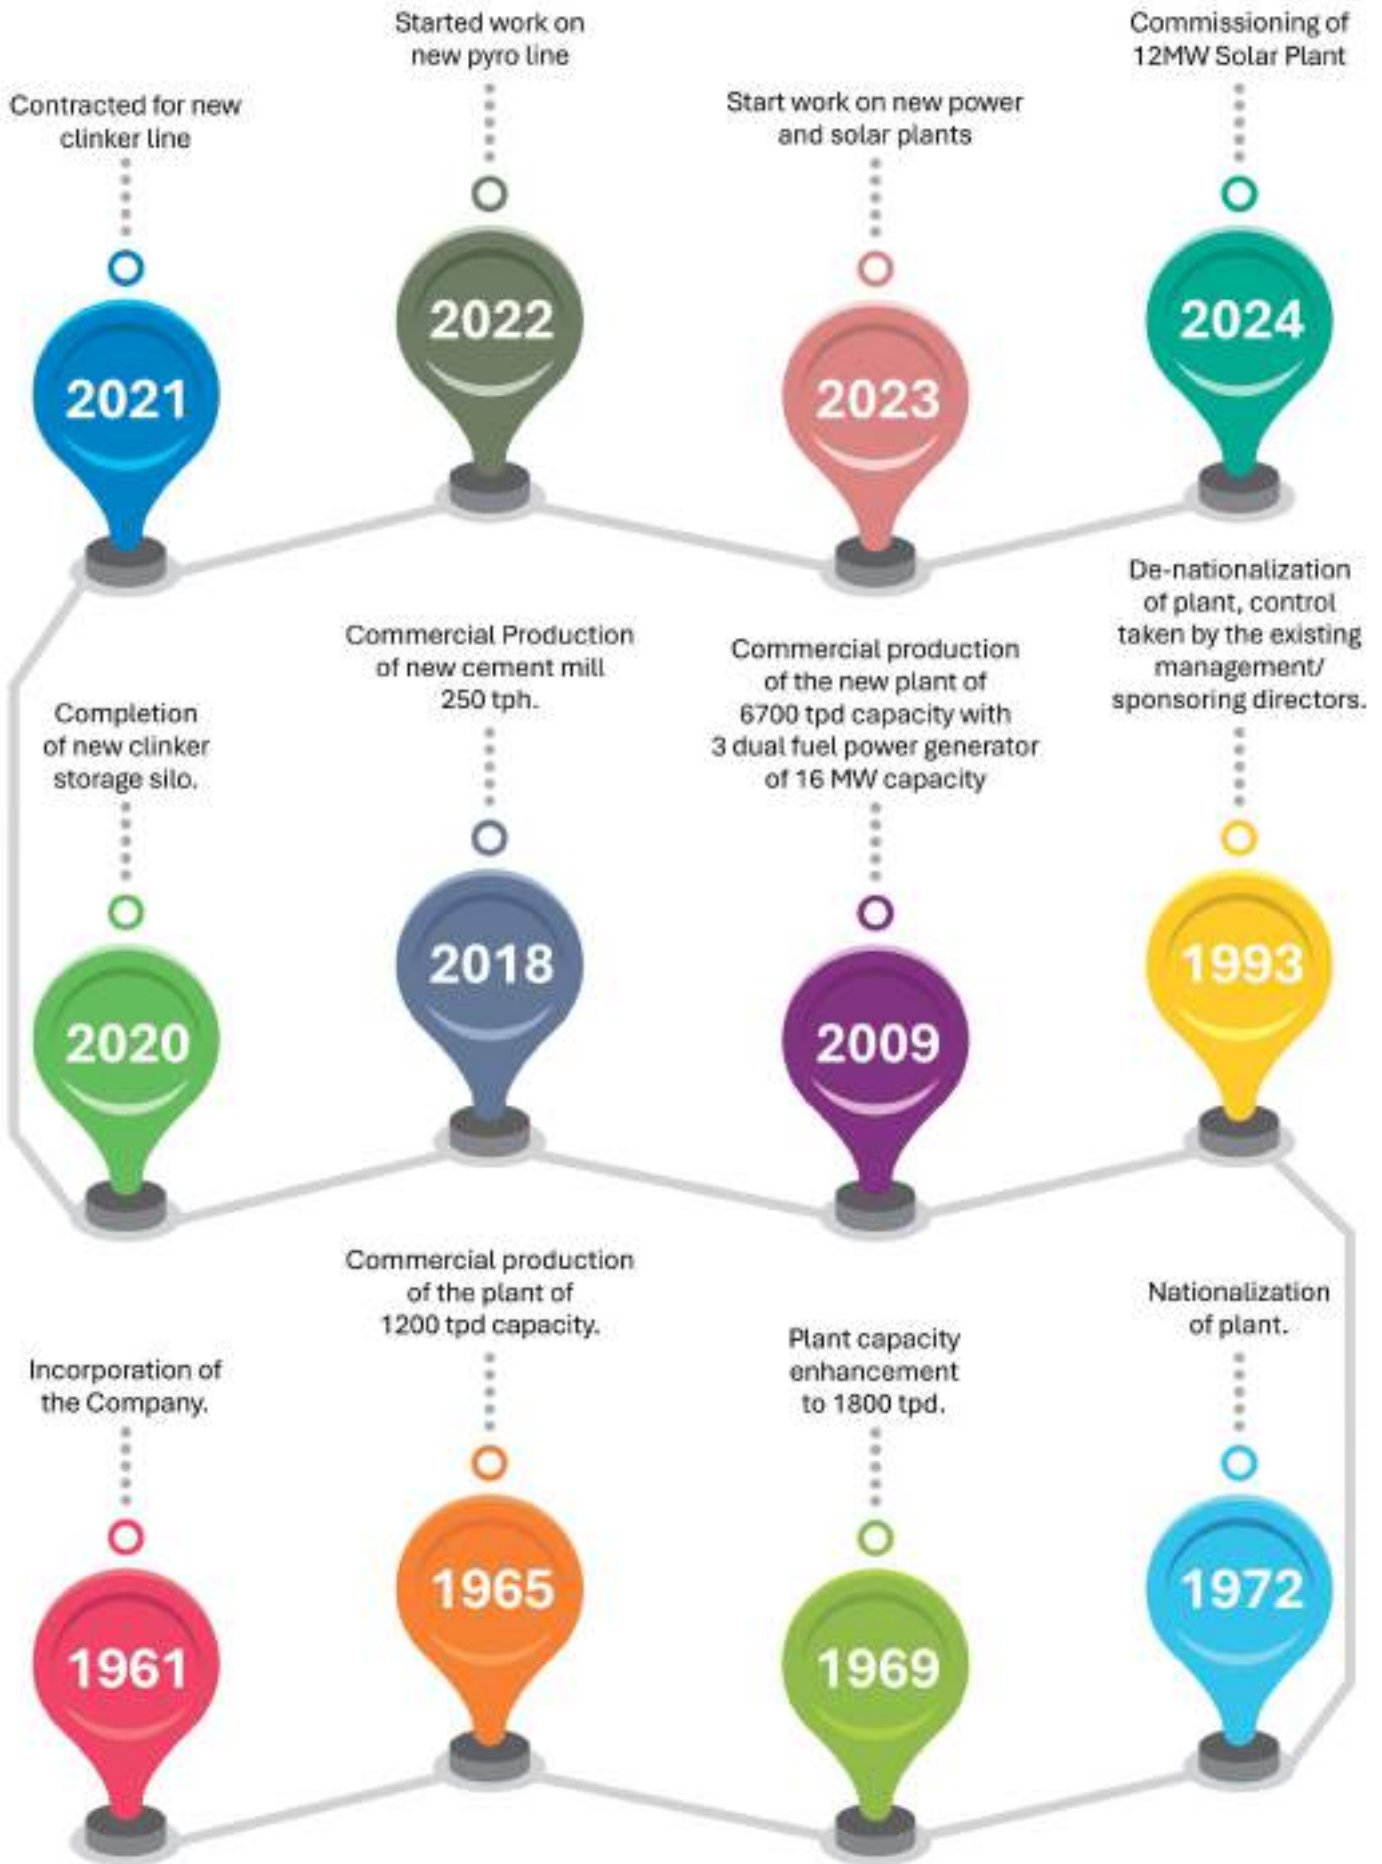 Started work on
new pyro line
Commissioning of
12MW Solar Plant
Contracted for new
clinker line
Start work on new power
and solar plants
2021
2022
2023
2024
Completion
of new clinker
storage silo.
Commercial Production
of new cement mill
250 tph.
Commercial production
of the new plant of
6700 tpd capacity with
3 dual fuel power generator
of 16 MW capacity
De-nationalization
of plant, control
taken by the existing
management/
sponsoring directors.
2020
2018
2009
1993
Incorporation of
the Company.
Commercial production
of the plant of
1200 tpd capacity.
Plant capacity
enhancement
to 1800 tpd.
Nationalization
of plant.
1961
1965
1969
1972